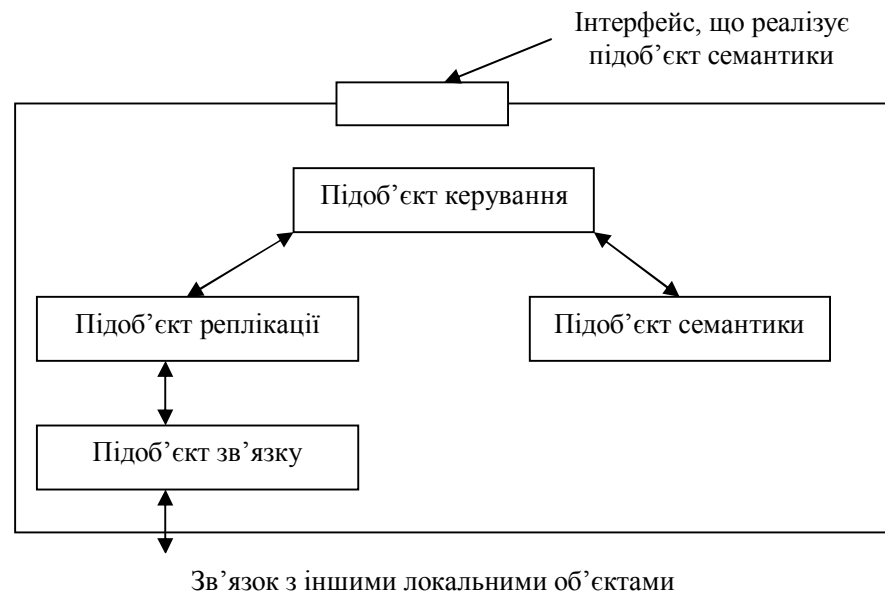 Інтерфейс, що реалізує
підоб’єкт семантики
Підоб’єкт керування
Підоб’єкт реплікації
Підоб’єкт семантики
Підоб’єкт зв’язку
Зв’язок з іншими локальними об’єктами